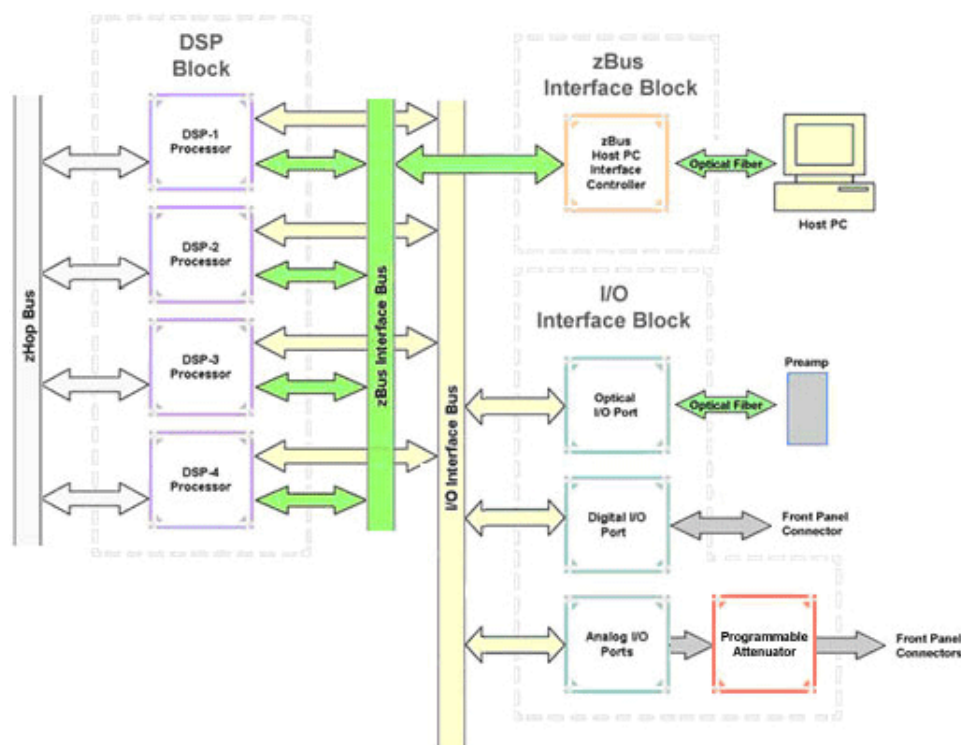 DSP
Block
zBus
Interface Block
DSP-1
Processor
zBus
Host PC
Interface
Controller
Optical Fiber
Host PC
DSP-2
Processor
zHop Bus
zBus Interface Bus
I/O Interface Bus
I/O
Interface Block
DSP-3
Processor
Preamp
Optical
I/O Port
Optical Fiber
DSP-4
Processor
Digital I/O
Port
Front Panel
Connector
Analog I/O
Ports
Programmable
Attenuator
Front Panel
Connectors